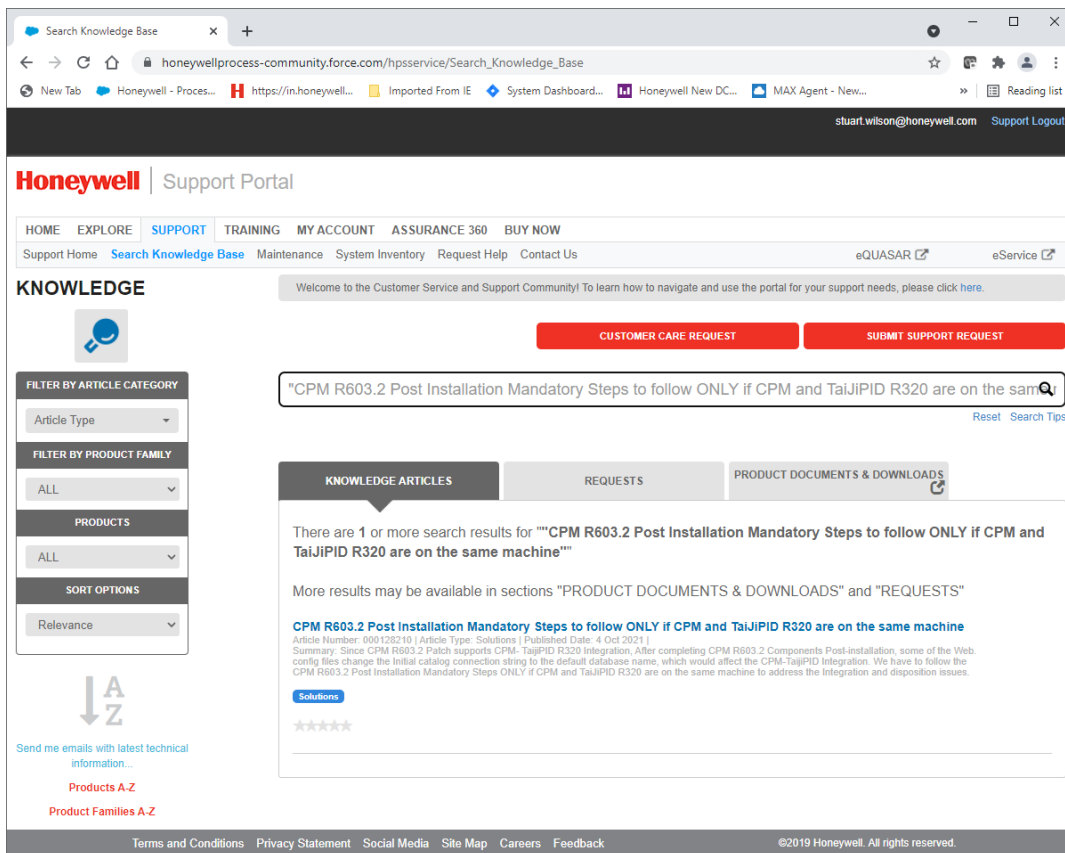 Search Knowledge Base
honeywellprocess-community.force.com/hpsservice/Search_Knowledge_Base
New Tab Honeywell - Proces... https://in.honeywell... Imported From IE System Dashboard... Honeywell New DC... MAX Agent - New... » Reading list
stuart.wilson@honeywell.com Support Logout
Honeywell | Support Portal
HOME EXPLORE SUPPORT TRAINING MY ACCOUNT ASSURANCE 360 BUY NOW
Support Home Search Knowledge Base Maintenance System Inventory Request Help Contact Us eQUASAR eService
KNOWLEDGE
Welcome to the Customer Service and Support Community! To learn how to navigate and use the portal for your support needs, please click here.
CUSTOMER CARE REQUEST SUBMIT SUPPORT REQUEST
FILTER BY ARTICLE CATEGORY
Article Type
FILTER BY PRODUCT FAMILY
ALL
PRODUCTS
ALL
SORT OPTIONS
Relevance
A
Z
Send me emails with latest technical
information...
Products A-Z
Product Families A-Z
"CPM R603.2 Post Installation Mandatory Steps to follow ONLY if CPM and TaiJiPID R320 are on the same
Reset Search Tips
KNOWLEDGE ARTICLES REQUESTS PRODUCT DOCUMENTS & DOWNLOADS
There are 1 or more search results for ""CPM R603.2 Post Installation Mandatory Steps to follow ONLY if CPM and
TaiJiPID R320 are on the same machine""
More results may be available in sections "PRODUCT DOCUMENTS & DOWNLOADS" and "REQUESTS"
CPM R603.2 Post Installation Mandatory Steps to follow ONLY if CPM and TaiJiPID R320 are on the same machine
Article Number: 000128210 | Article Type: Solutions | Published Date: 4 Oct 2021 |
Summary: Since CPM R603.2 Patch supports CPM- TaijiPID R320 Integration, After completing CPM R603.2 Components Post-installation, some of the Web.
config files change the Initial catalog connection string to the default database name, which would affect the CPM-TaijiPID Integration. We have to follow the
CPM R603.2 Post Installation Mandatory Steps ONLY if CPM and TaiJiPID R320 are on the same machine to address the Integration and disposition issues.
Solutions
Terms and Conditions Privacy Statement Social Media Site Map Careers Feedback ©2019 Honeywell. All rights reserved.